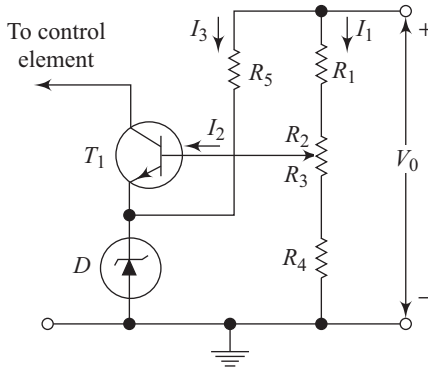 To control
element
I₃
I₁
+
R₅
R₁
I₂
T₁
R₂
R₃
V₀
D
R₄
−